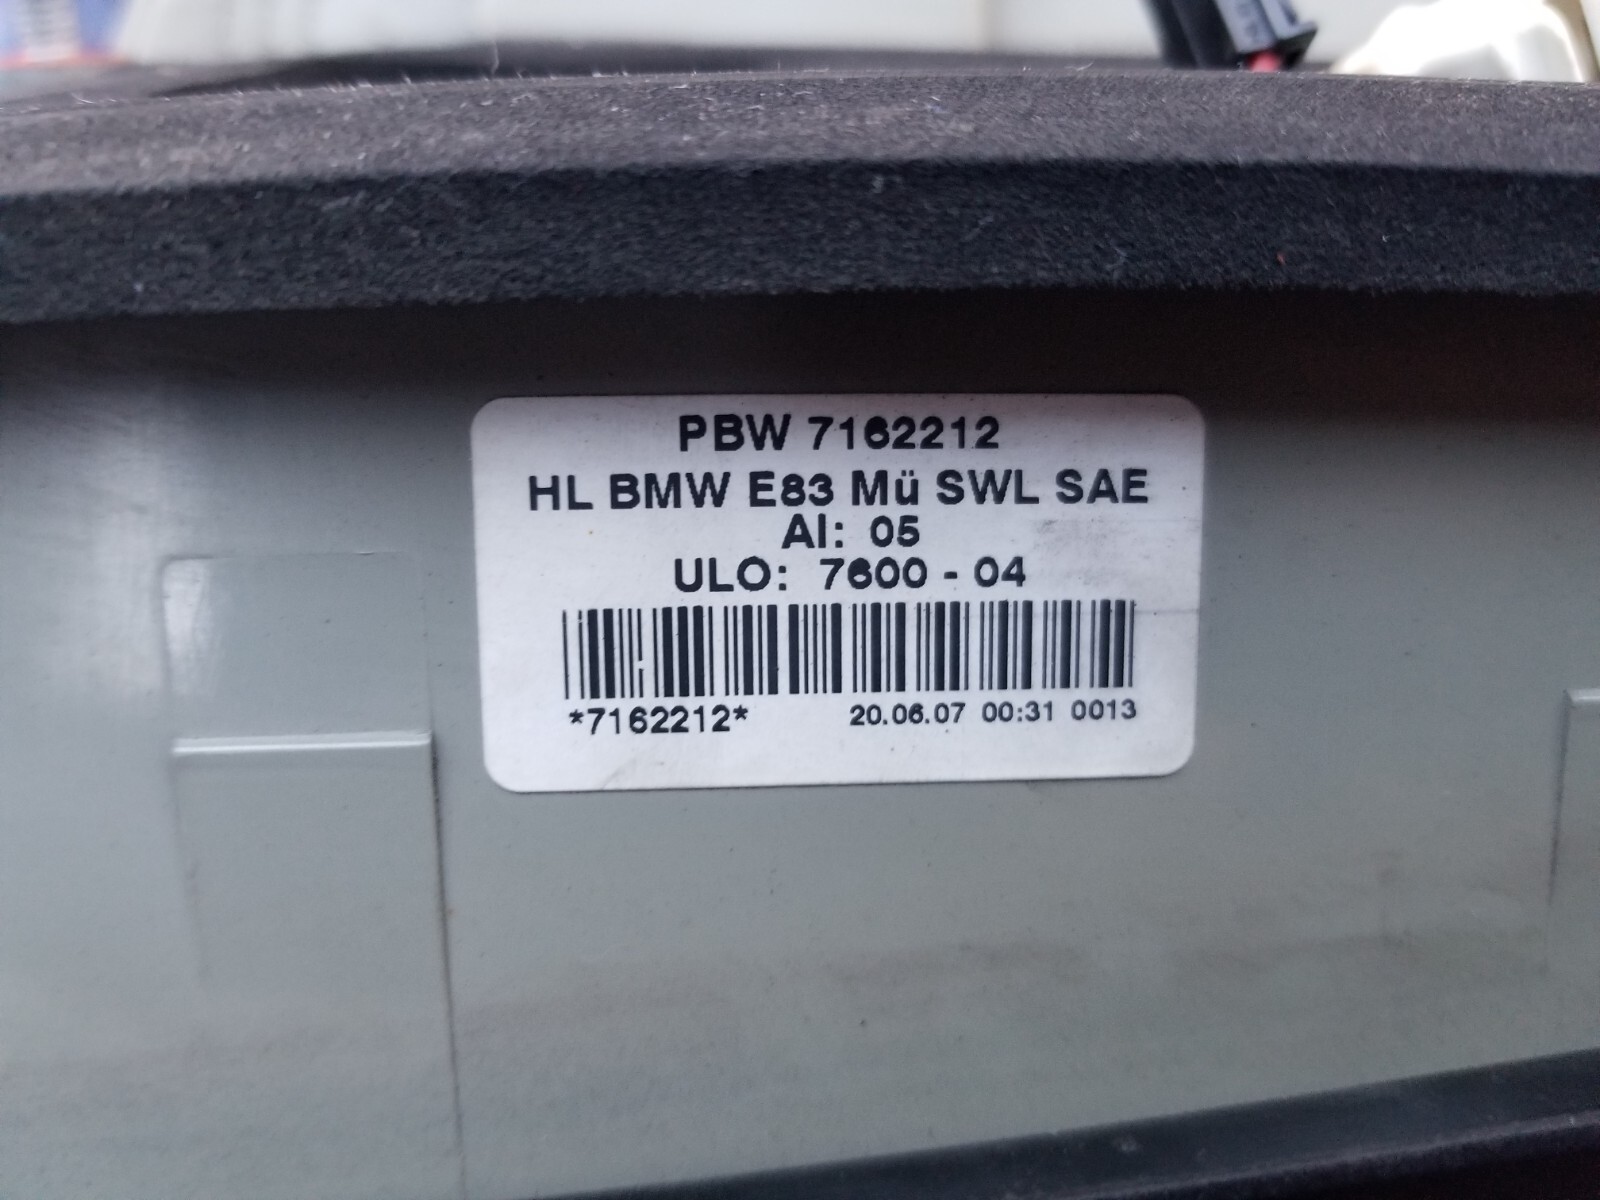 PBW 7162212
HL BMW E83 Mü SWL SAE
AI: 05
ULO: 7600 - 04
*7162212* 20.06.07 00:31 0013